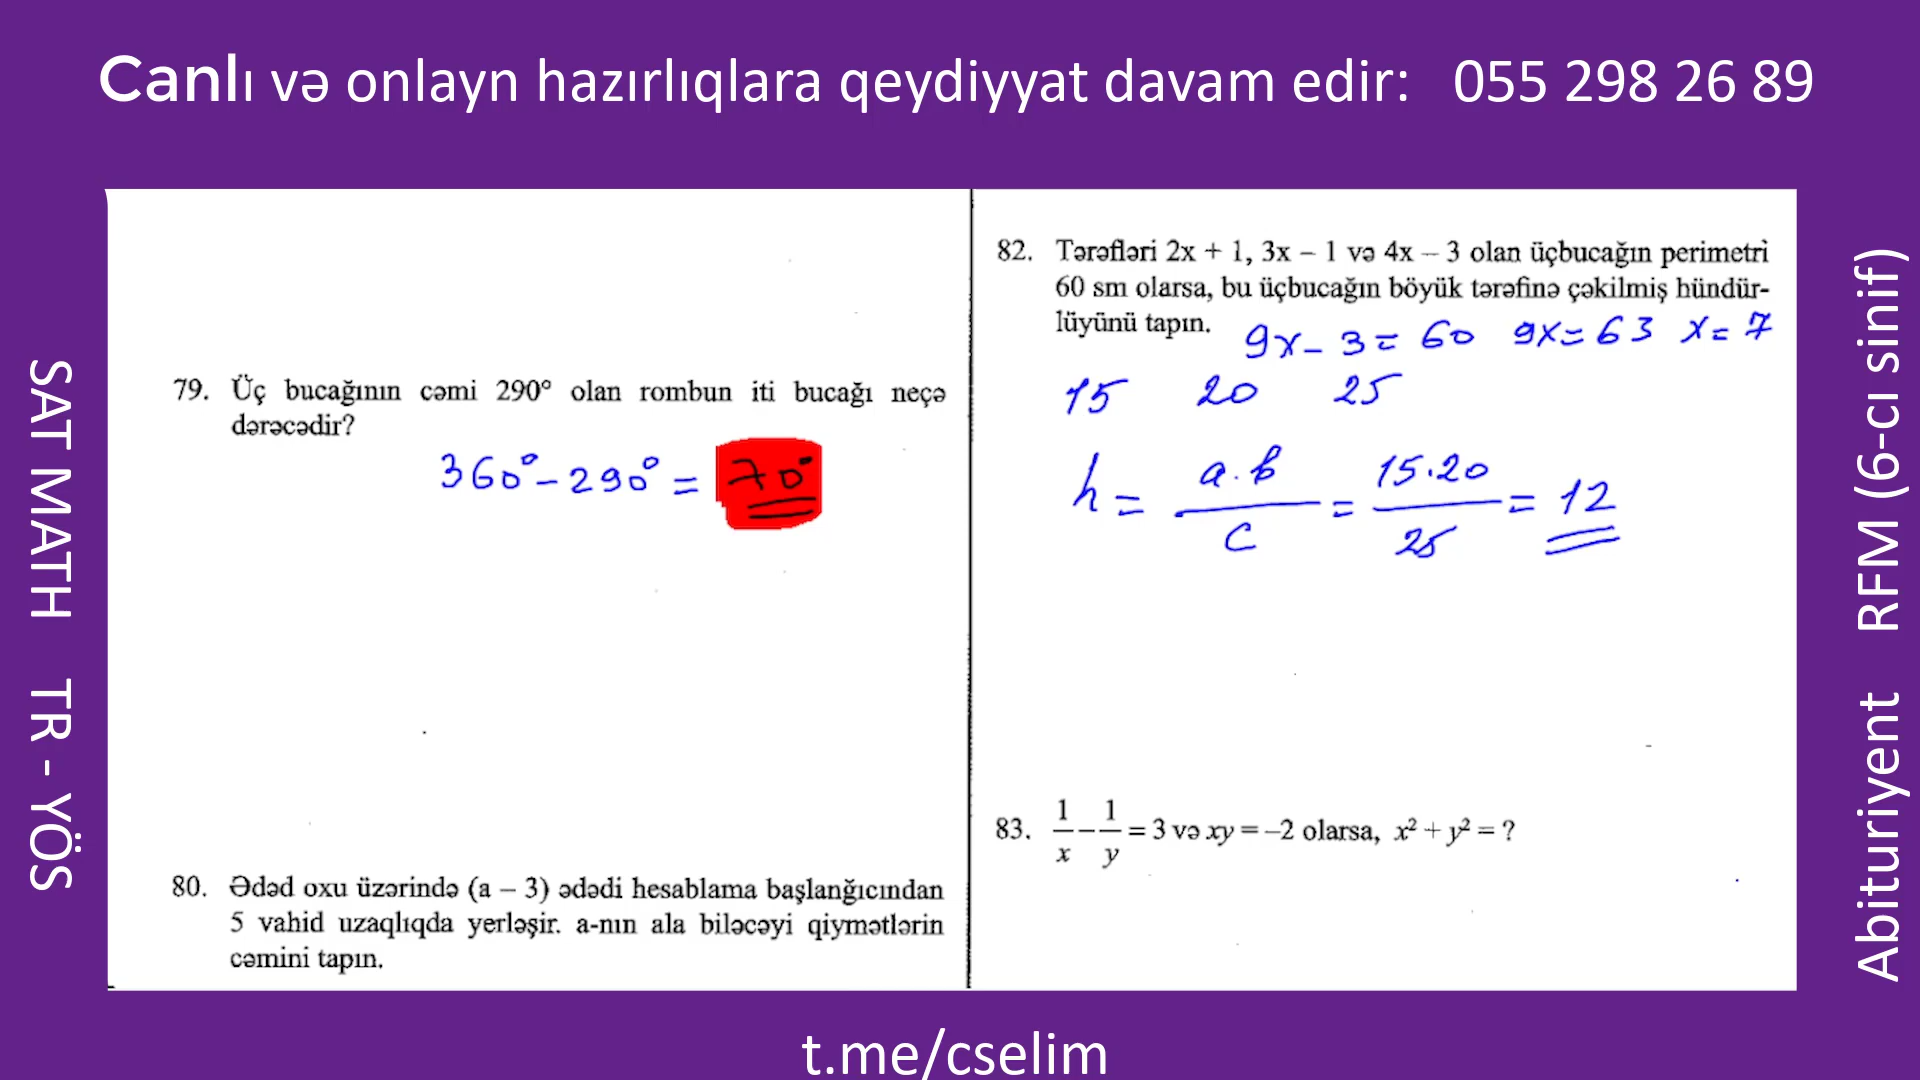 Canlı və onlayn hazırlıqlara qeydiyyat davam edir: 055 298 26 89
SAT MATH TR - YÖS
79. Üç bucağının cəmi 290° olan rombun iti bucağı neçə
dərəcədir?
360° - 290° = 70°
80. Ədəd oxu üzərində (a – 3) ədədi hesablama başlanğıcından
5 vahid uzaqlıqda yerləşir. a-nın ala biləcəyi qiymətlərin
cəmini tapın.
82. Tərəfləri 2x + 1, 3x – 1 və 4x – 3 olan üçbucağın perimetri
60 sm olarsa, bu üçbucağın böyük tərəfinə çəkilmiş hündür-
lüyünü tapın.
9x - 3 = 60 9x = 63 x = 7
15 20 25
h = a·b/c = 15·20/25 = 12
83. 1/x – 1/y = 3 və xy = –2 olarsa, x² + y² = ?
Abituriyent RFM (6-cı sinif)
t.me/cselim